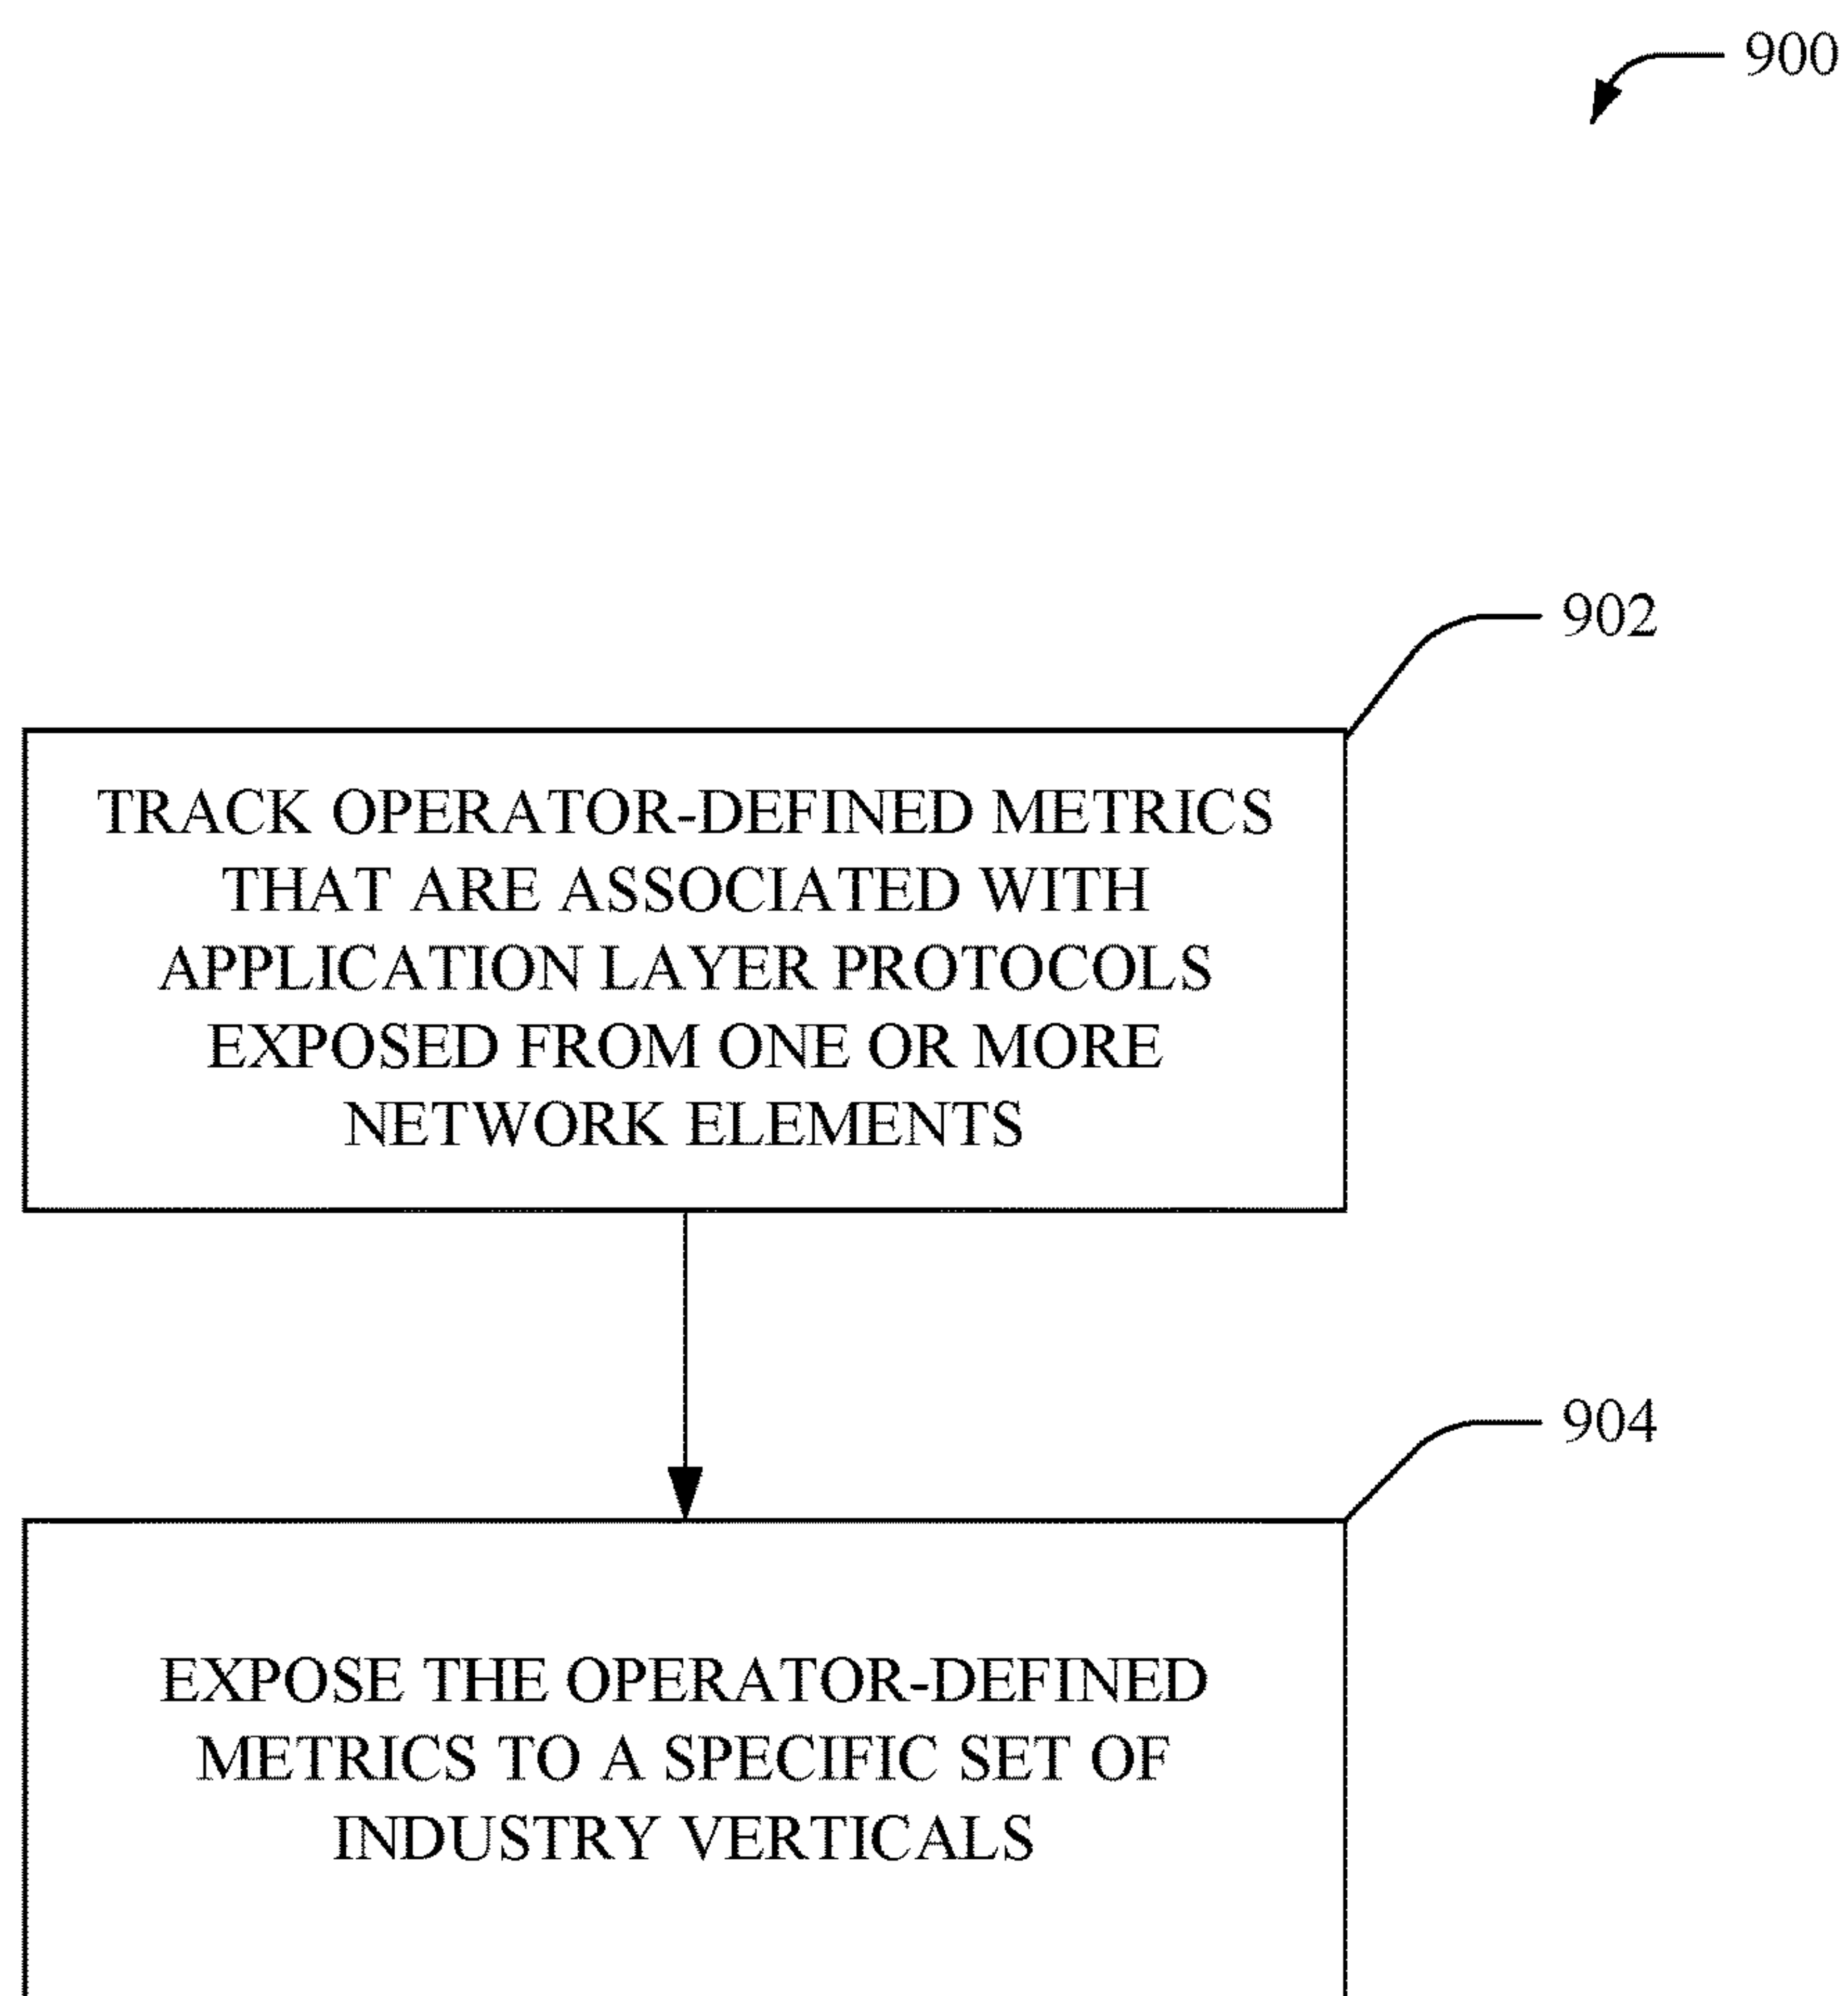 900
902
TRACK OPERATOR-DEFINED METRICS
THAT ARE ASSOCIATED WITH
APPLICATION LAYER PROTOCOLS
EXPOSED FROM ONE OR MORE
NETWORK ELEMENTS
904
EXPOSE THE OPERATOR-DEFINED
METRICS TO A SPECIFIC SET OF
INDUSTRY VERTICALS